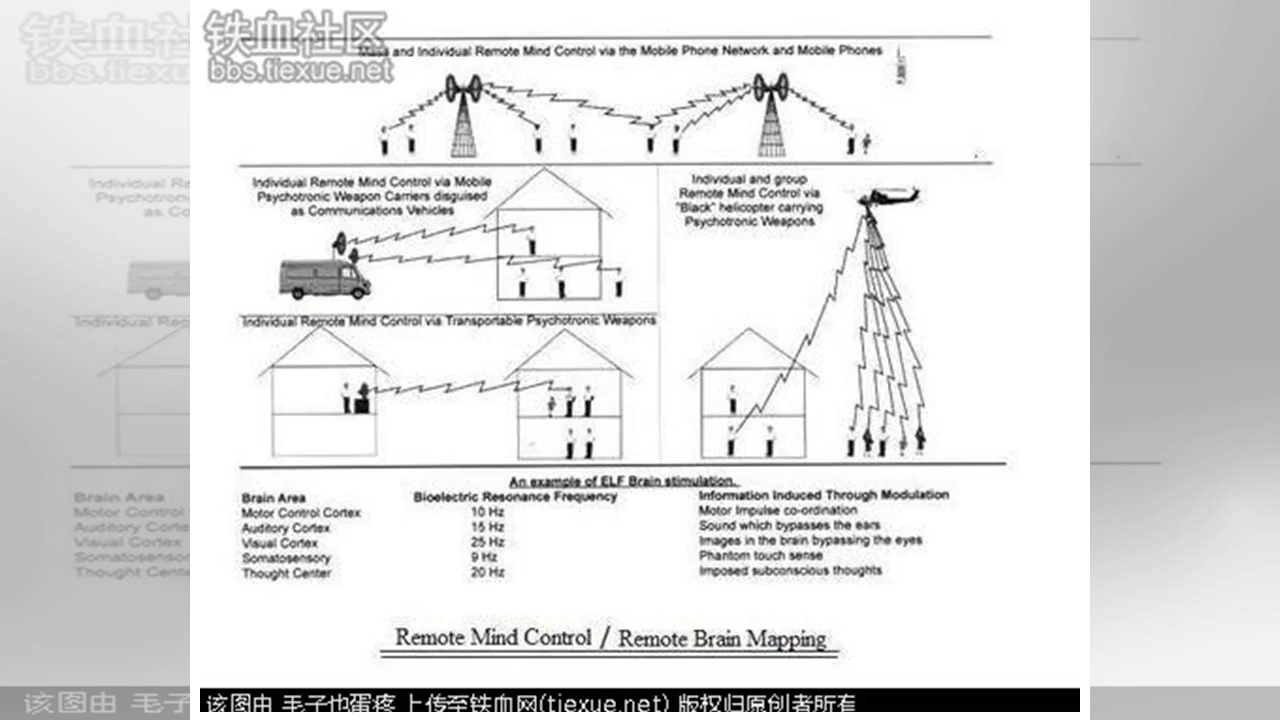 铁血社区
bbs.tiexue.net
and Individual Remote Mind Control via the Mobile Phone Network and Mobile Phones
Individual Remote Mind Control via Mobile
Psychotronic Weapon Carriers disguised
as Communications Vehicles
Individual and group
Remote Mind Control via
"Black" helicopter carrying
Psychotronic Weapons
Individual Remote Mind Control via Transportable Psychotronic Weapons
An example of ELF Brain stimulation.
Brain Area Bioelectric Resonance Frequency Information Induced Through Modulation
Motor Control Cortex 10 Hz Motor Impulse co-ordination
Auditory Cortex 15 Hz Sound which bypasses the ears
Visual Cortex 25 Hz Images in the brain bypassing the eyes
Somatosensory 9 Hz Phantom touch sense
Thought Center 20 Hz Imposed subconscious thoughts
Remote Mind Control / Remote Brain Mapping
该图由 毛子也蛋疼 上传至铁血网(tiexue.net) 版权归原创者所有